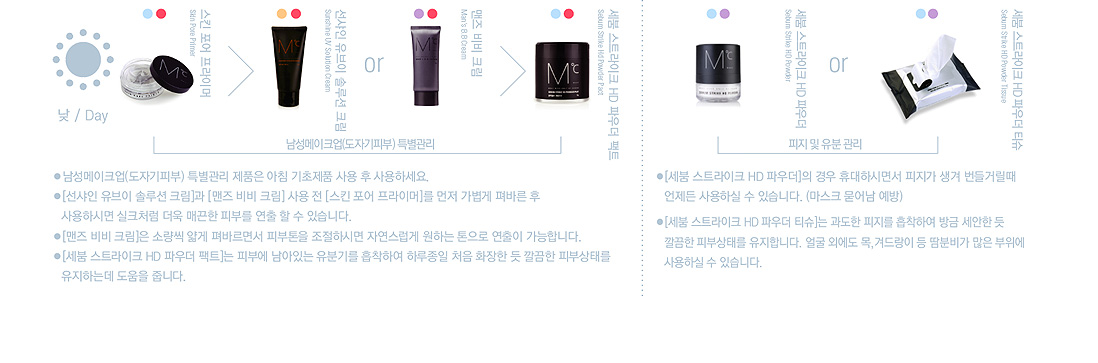 낮 / Day
스킨 포어 프라이머
Skin Pore Primer
M℃
선샤인 유브이 솔루션 크림
Sunshine UV Solution Cream
or
M℃
맨즈 비비 크림
Man's B.B Cream
M℃
세붐 스트라이크 HD 파우더 팩트
Sebum Strike HD Powder Pact
남성메이크업(도자기피부) 특별관리
●남성메이크업(도자기피부) 특별관리 제품은 아침 기초제품 사용 후 사용하세요.
●[선샤인 유브이 솔루션 크림]과 [맨즈 비비 크림] 사용 전 [스킨 포어 프라이머]를 먼저 가볍게 펴바른 후
사용하시면 실크처럼 더욱 매끈한 피부를 연출 할 수 있습니다.
●[맨즈 비비 크림]은 소량씩 얇게 펴바르면서 피부톤을 조절하시면 자연스럽게 원하는 톤으로 연출이 가능합니다.
●[세붐 스트라이크 HD 파우더 팩트]는 피부에 남아있는 유분기를 흡착하여 하루종일 처음 화장한 듯 깔끔한 피부상태를
유지하는데 도움을 줍니다.
M℃
세붐 스트라이크 HD 파우더
Sebum Strike HD Powder
or
세붐 스트라이크 HD 파우더 티슈
Sebum Strike HD Powder Tissue
피지 및 유분 관리
●[세붐 스트라이크 HD 파우더]의 경우 휴대하시면서 피지가 생겨 번들거릴때
언제든 사용하실 수 있습니다. (마스크 묻어남 예방)
●[세붐 스트라이크 HD 파우더 티슈]는 과도한 피지를 흡착하여 방금 세안한 듯
깔끔한 피부상태를 유지합니다. 얼굴 외에도 목,겨드랑이 등 땀분비가 많은 부위에
사용하실 수 있습니다.